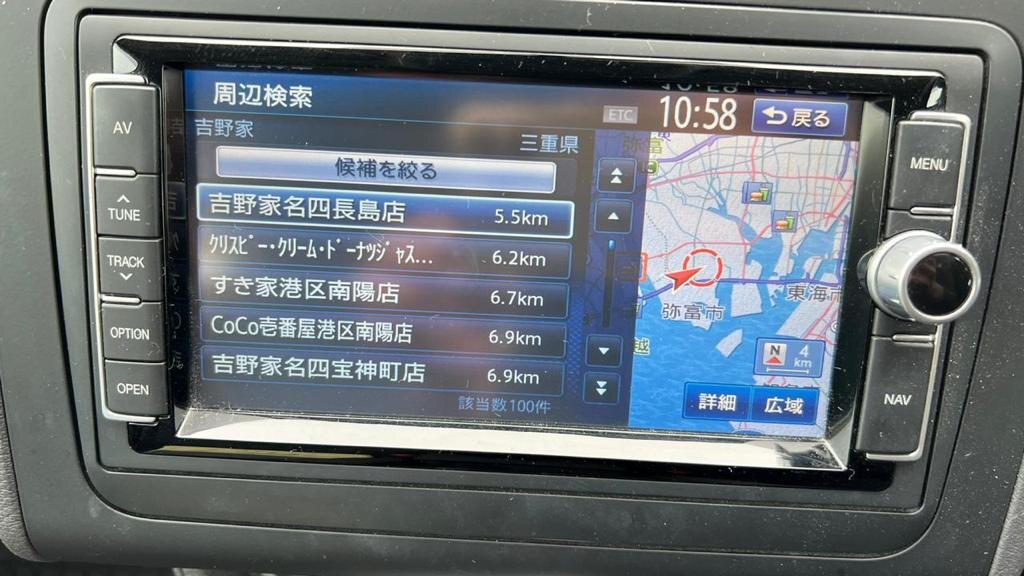 周辺検索
ETC
10:58
戻る
吉野家
三重県
候補を絞る
吉野家名四長島店 5.5km
ｸﾘｽﾋﾟｰ･ｸﾘｰﾑ･ﾄﾞｰﾅﾂｼﾞｬｽ… 6.2km
すき家港区南陽店 6.7km
CoCo壱番屋港区南陽店 6.9km
吉野家名四宝神町店 6.9km
該当数100件
弥富
弥富市
東海市
N
4
km
詳細
広域
AV
TUNE
TRACK
OPTION
OPEN
MENU
NAV